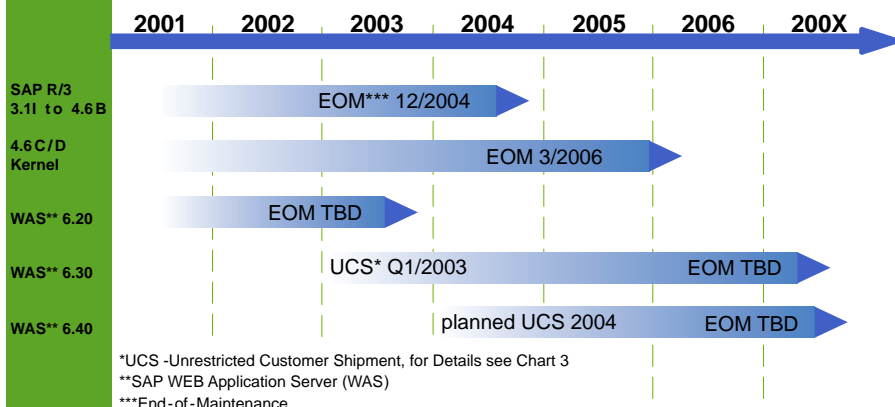 2001 2002 2003 2004 2005 2006 200X
SAP R/3
3.1I to 4.6B
EOM*** 12/2004
4.6C/D
Kernel
EOM 3/2006
WAS** 6.20
EOM TBD
WAS** 6.30
UCS* Q1/2003
EOM TBD
WAS** 6.40
planned UCS 2004
EOM TBD
*UCS -Unrestricted Customer Shipment, for Details see Chart 3
**SAP WEB Application Server (WAS)
***End-of-Maintenance